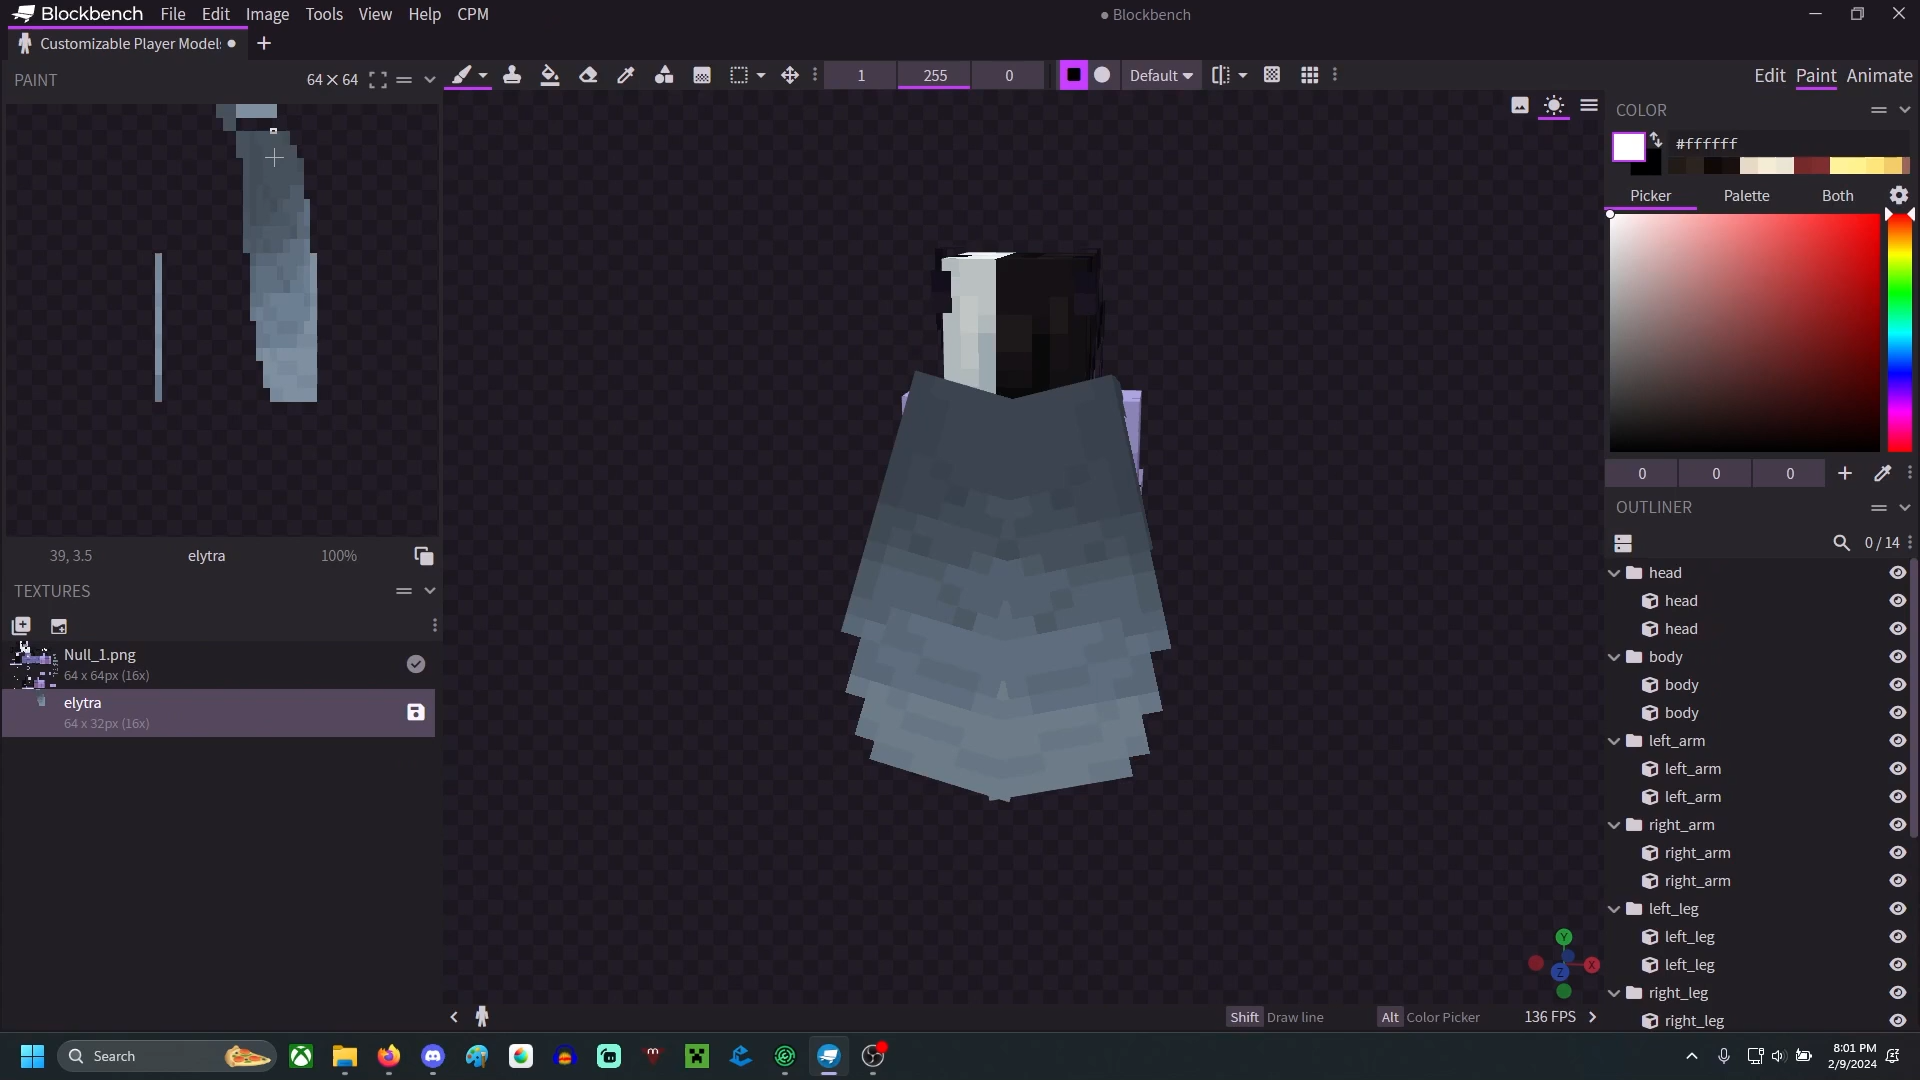 Blockbench File Edit Image Tools View Help CPM
● Blockbench
Customizable Player Model:
PAINT 64 × 64
1 255 0 Default
Edit Paint Animate
COLOR
#ffffff
Picker Palette Both
0 0 0
OUTLINER
0 / 14
head
head
head
body
body
body
left_arm
left_arm
left_arm
right_arm
right_arm
right_arm
left_leg
left_leg
left_leg
right_leg
right_leg
39, 3.5 elytra 100%
TEXTURES
Null_1.png
64 x 64px (16x)
elytra
64 x 32px (16x)
Y
X
Z
Shift Draw line Alt Color Picker 136 FPS
Search
8:01 PM
2/9/2024